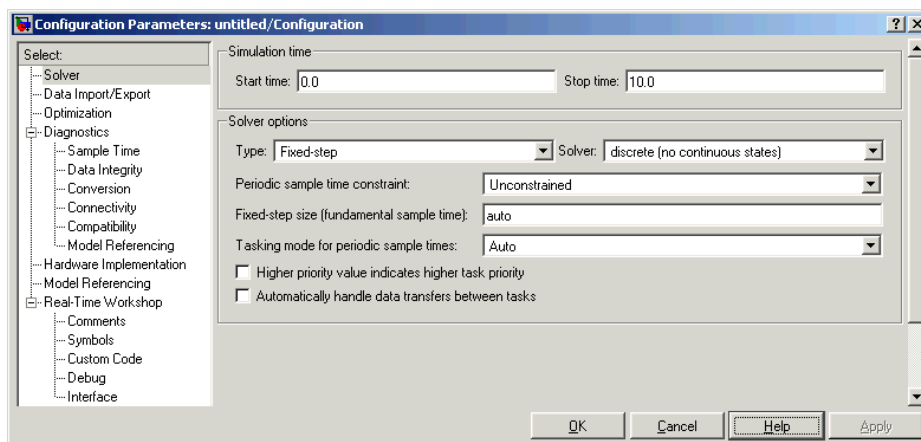 Configuration Parameters: untitled/Configuration
Select:
Solver
Data Import/Export
Optimization
Diagnostics
Sample Time
Data Integrity
Conversion
Connectivity
Compatibility
Model Referencing
Hardware Implementation
Model Referencing
Real-Time Workshop
Comments
Symbols
Custom Code
Debug
Interface
Simulation time
Start time: 0.0 Stop time: 10.0
Solver options
Type: Fixed-step Solver: discrete (no continuous states)
Periodic sample time constraint: Unconstrained
Fixed-step size (fundamental sample time): auto
Tasking mode for periodic sample times: Auto
Higher priority value indicates higher task priority
Automatically handle data transfers between tasks
OK Cancel Help Apply